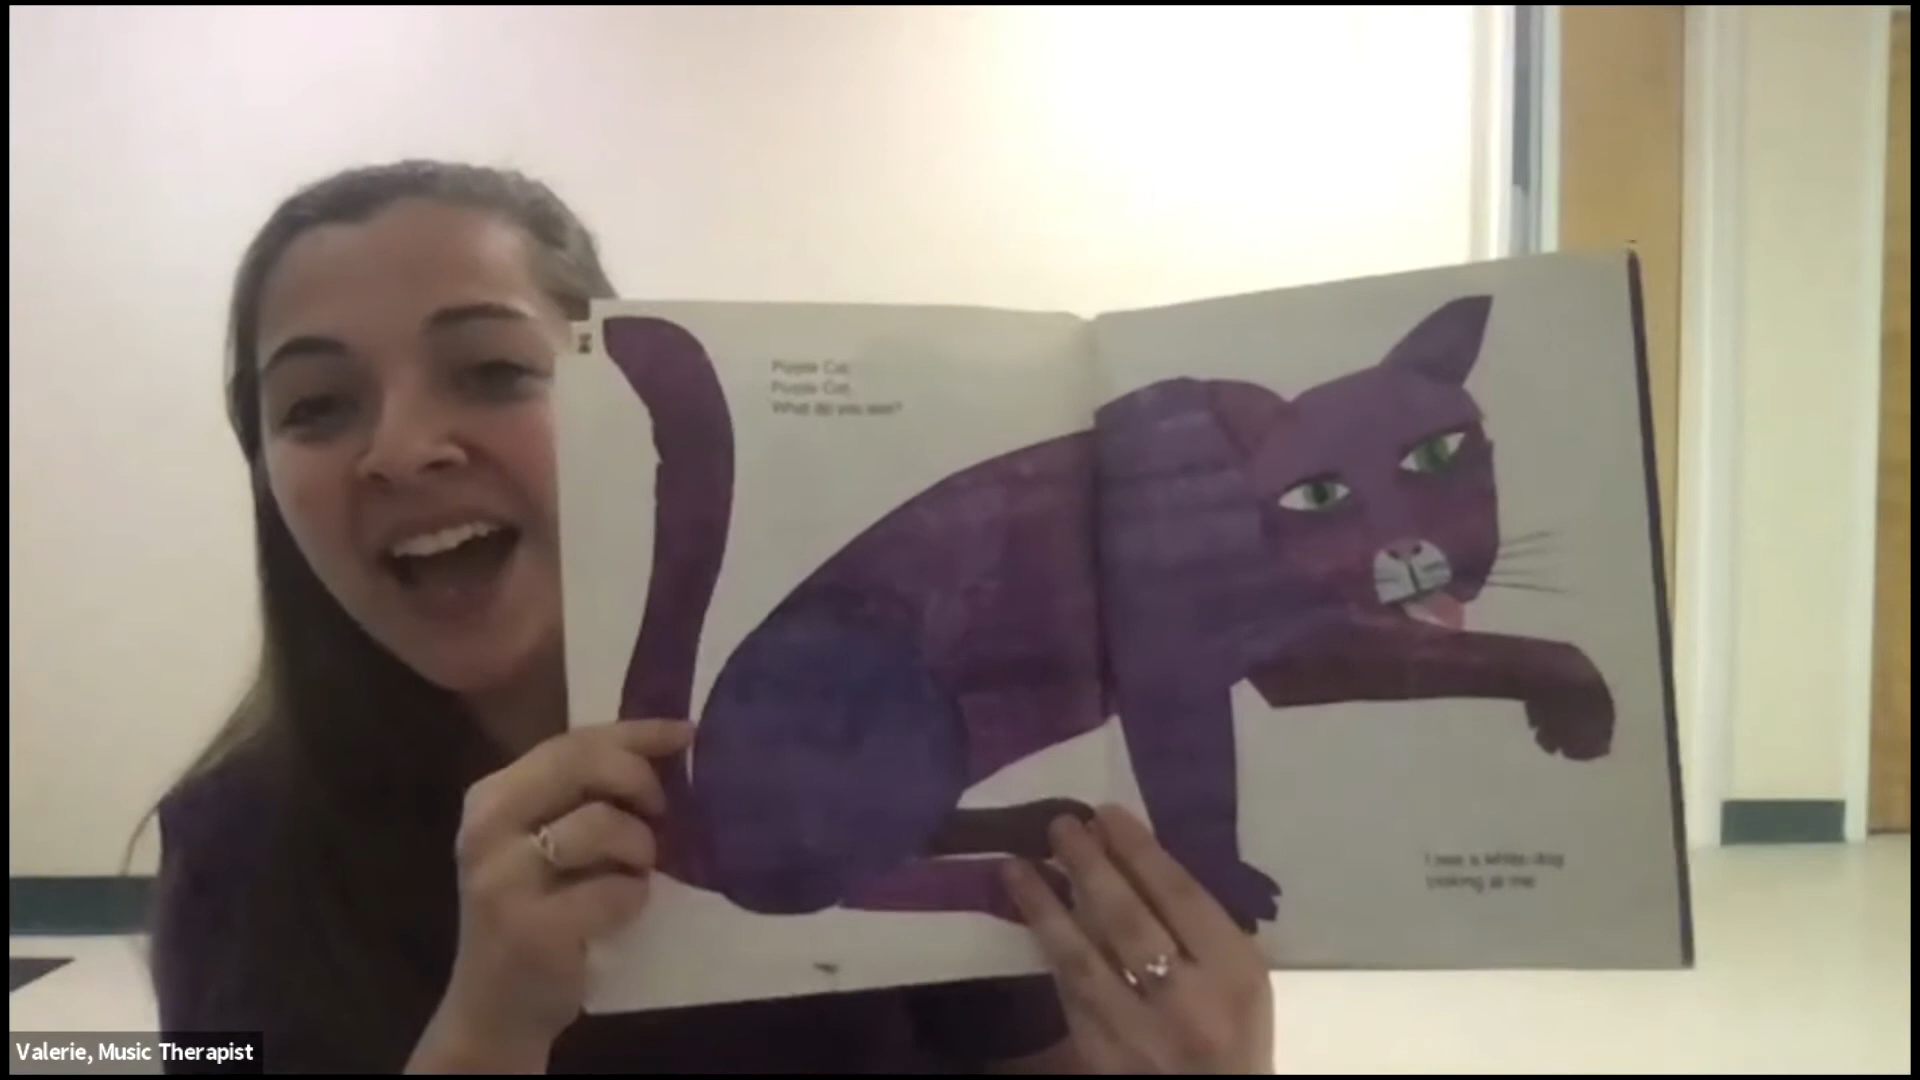 Purple Cat,
Purple Cat,
What do you see?
I see a white dog
looking at me.
Valerie, Music Therapist